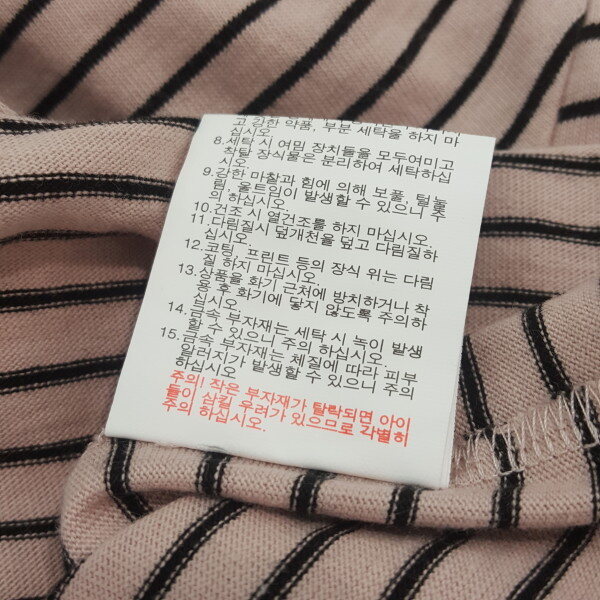 고 강한 약품, 부분 세탁을 하지 마
십시오.
8.세탁 시 여밈 장치들을 모두여미고
착탈 장식물은 분리하여 세탁하십
시오.
9.강한 마찰과 힘에 의해 보풀, 털눌
림, 올트임이 발생할 수 있으니 주
의 하십시오.
10.건조 시 열건조를 하지 마십시오.
11.다림질시 덮개천을 덮고 다림질하
십시오.
12.코팅, 프린트 등의 장식 위는 다림
질 하지 마십시오.
13.상품을 화기 근처에 방치하거나 착
용 후 화기에 닿지 않도록 주의하
십시오.
14.금속 부자재는 세탁 시 녹이 발생
할 수 있으니 주의 하십시오.
15.금속 부자재는 체질에 따라 피부
알러지가 발생할 수 있으니 주의
하십시오
주의! 작은 부자재가 탈락되면 아이
들이 삼킬 우려가 있으므로 각별히
주의 하십시오.